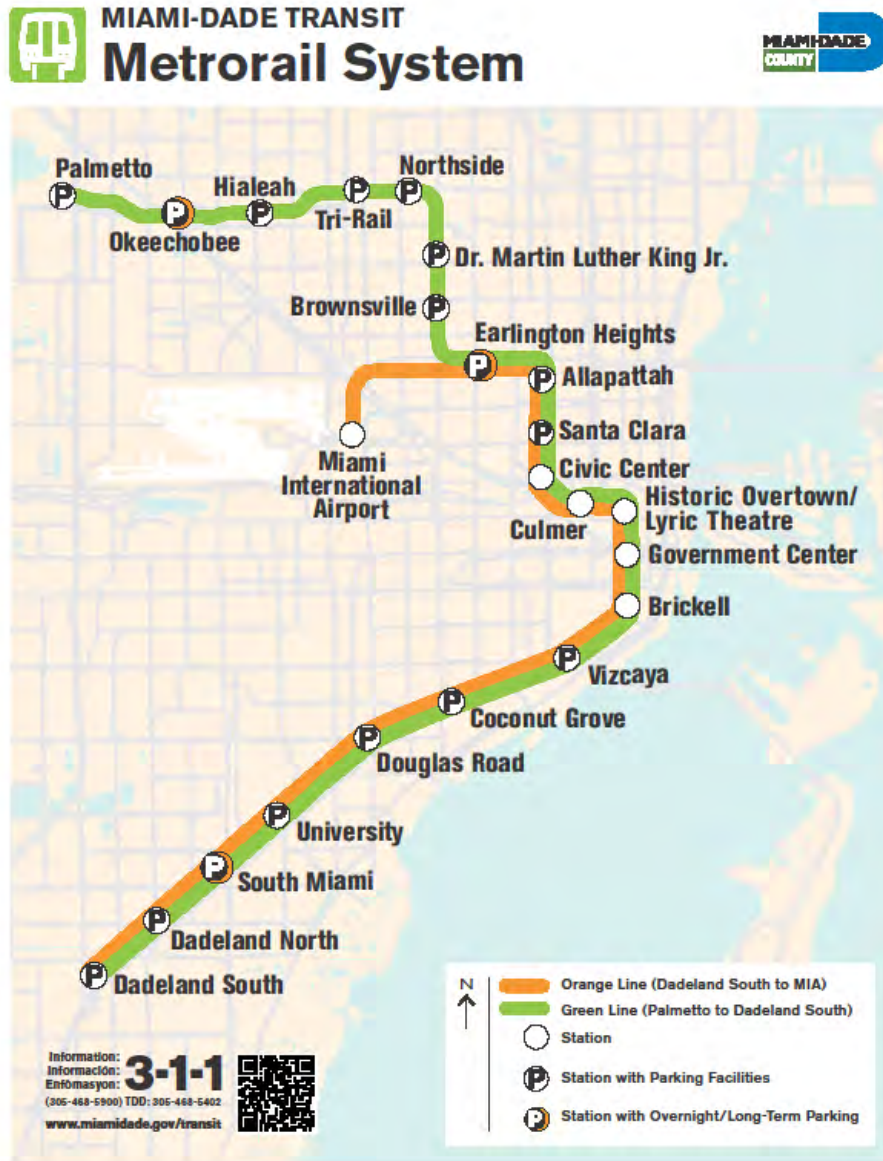 MIAMI-DADE TRANSIT
Metrorail System
MIAMI-DADE
COUNTY
Palmetto
Okeechobee
Hialeah
Tri-Rail
Northside
Dr. Martin Luther King Jr.
Brownsville
Earlington Heights
Allapattah
Santa Clara
Miami
International
Airport
Civic Center
Culmer
Historic Overtown/
Lyric Theatre
Government Center
Brickell
Vizcaya
Coconut Grove
Douglas Road
University
South Miami
Dadeland North
Dadeland South
N
Orange Line (Dadeland South to MIA)
Green Line (Palmetto to Dadeland South)
Station
P Station with Parking Facilities
P Station with Overnight/Long-Term Parking
Information:
Información:
Enfòmasyon:
3-1-1
(305-468-5900) TDD: 305-468-5402
www.miamidade.gov/transit